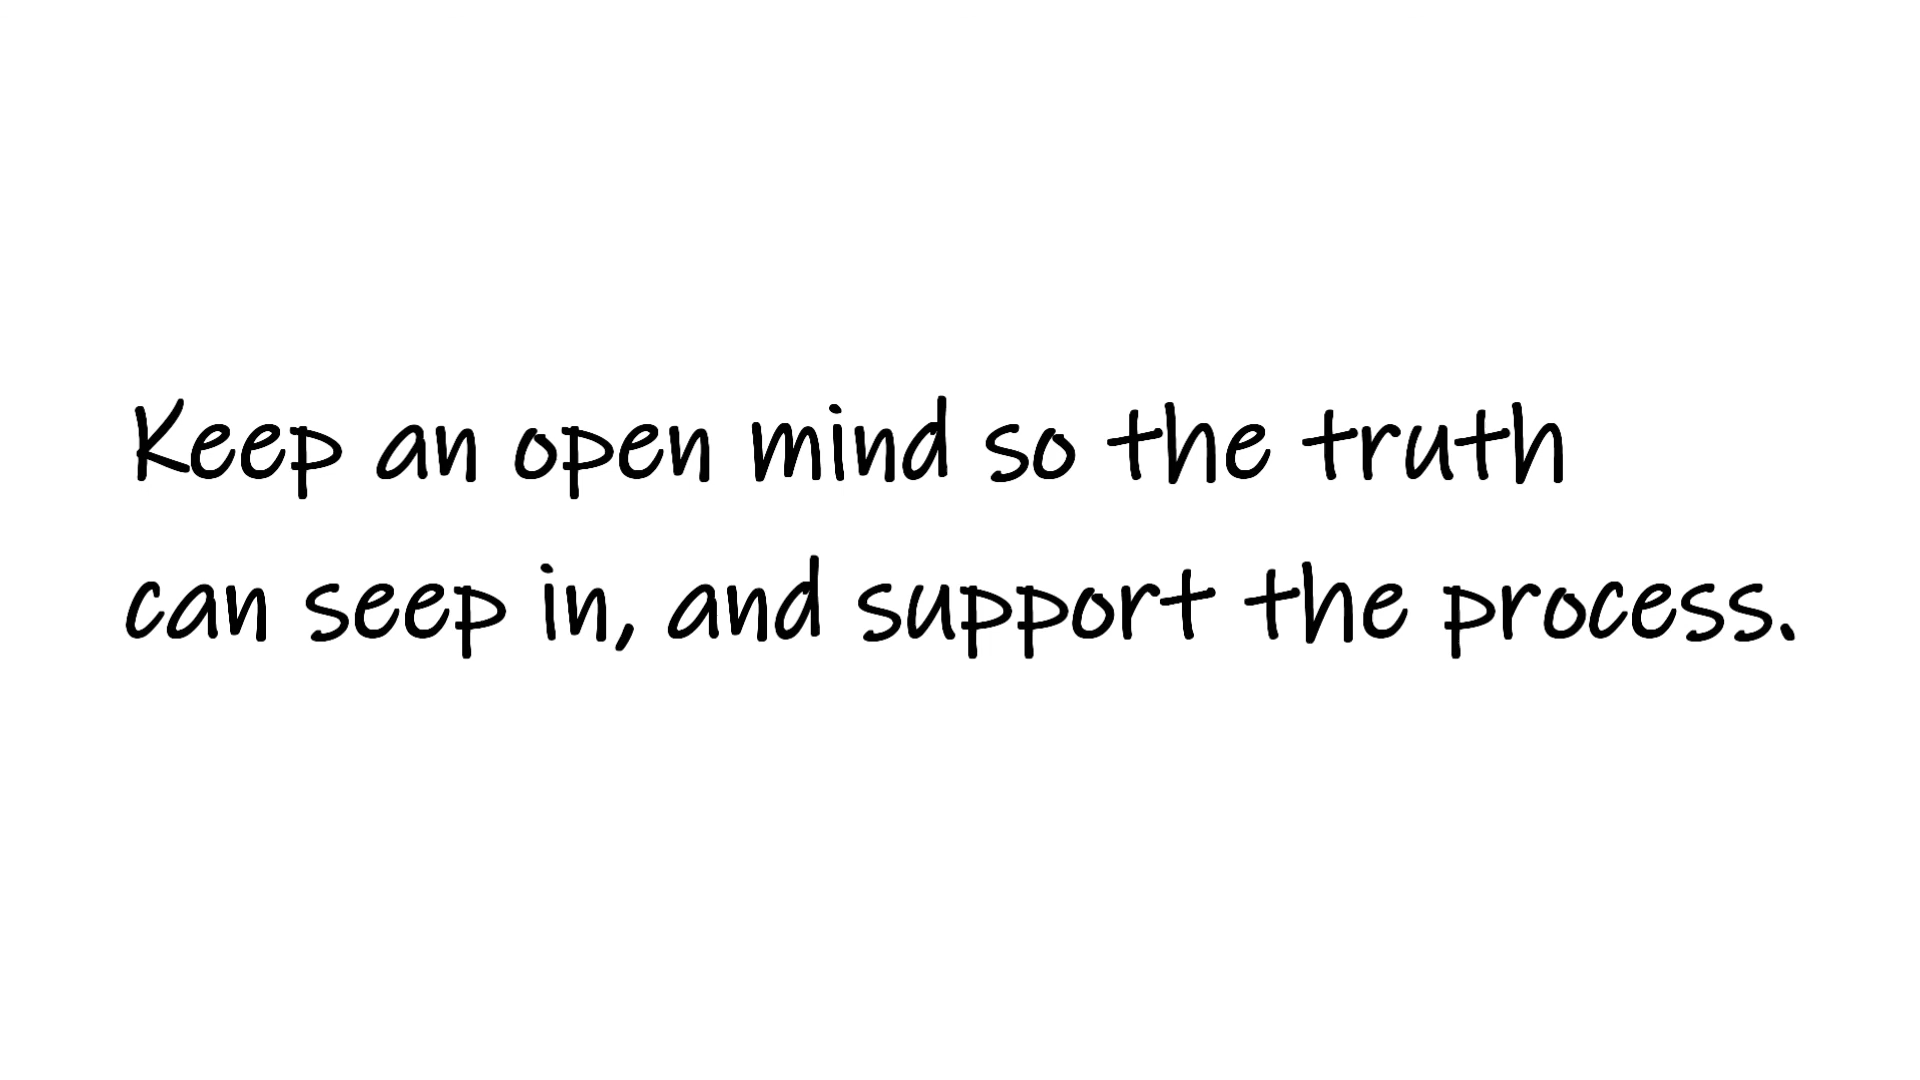 Keep an open mind so the truth
can seep in, and support the process.